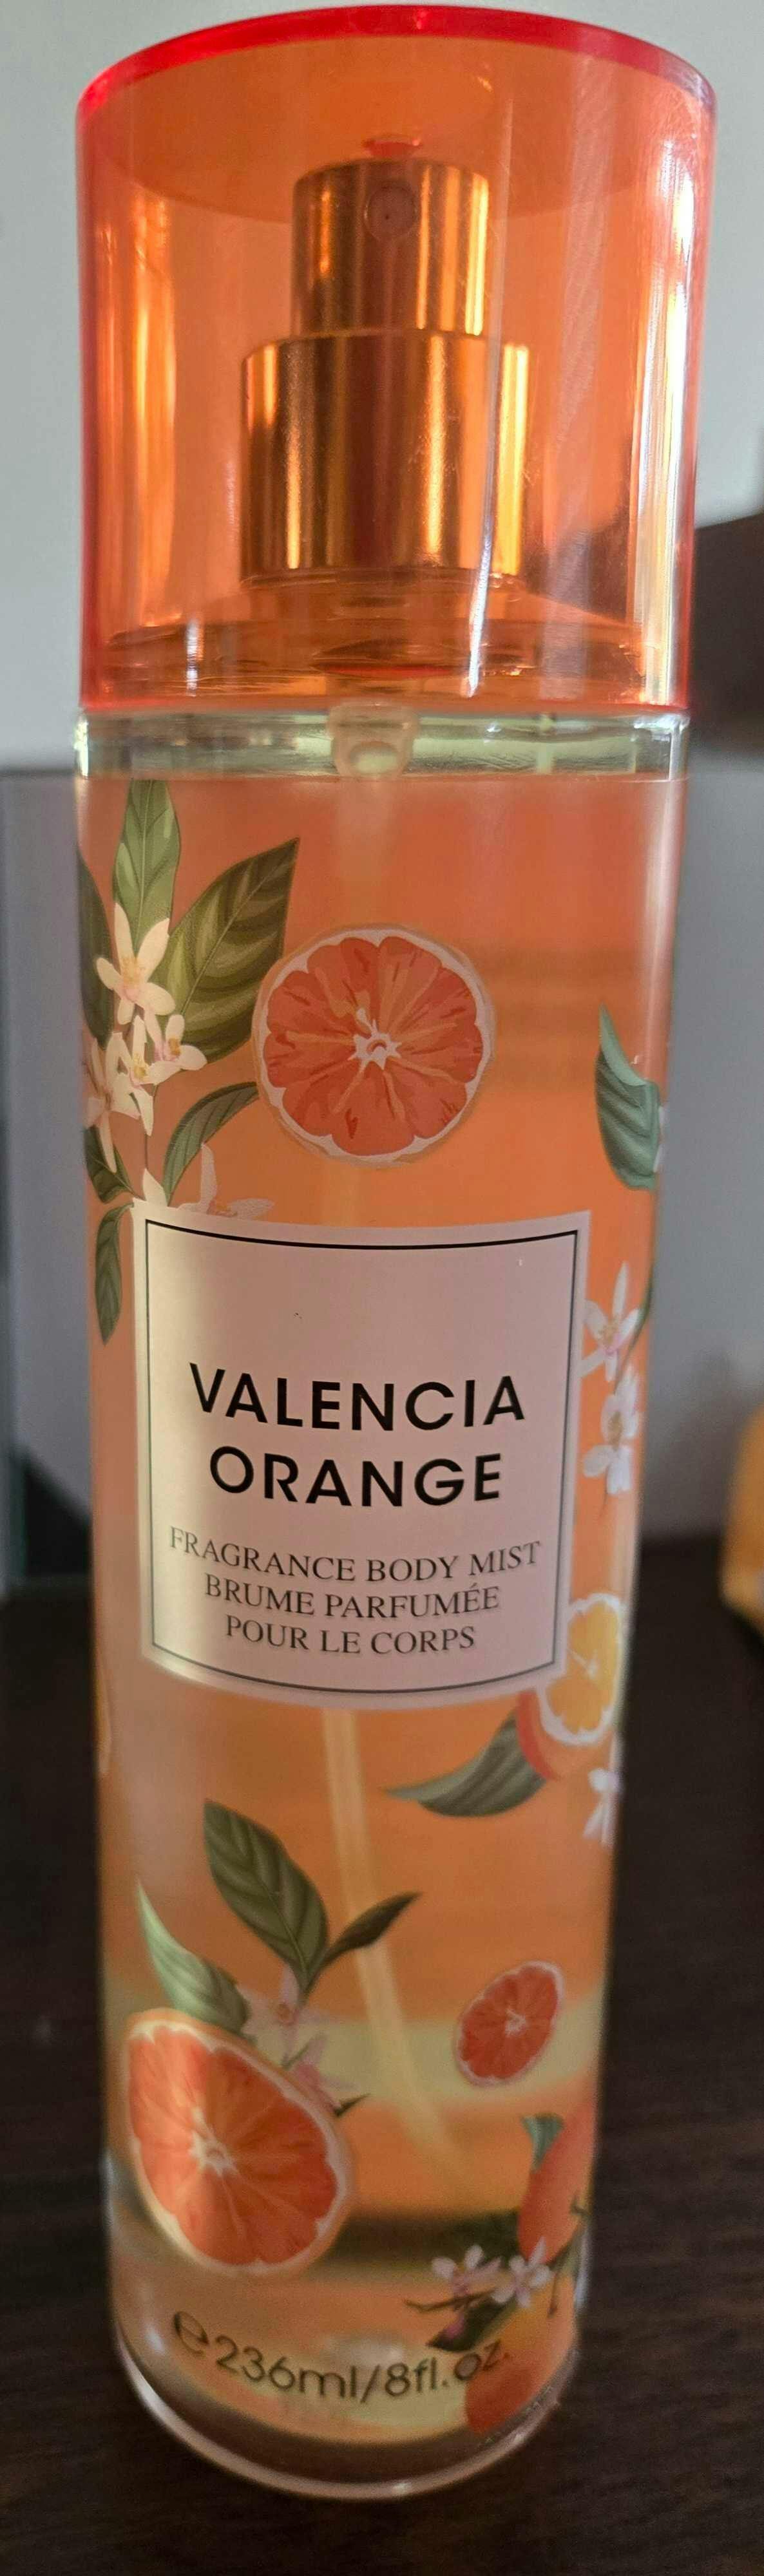 VALENCIA
ORANGE
FRAGRANCE BODY MIST
BRUME PARFUMÉE
POUR LE CORPS
℮236ml/8fl.oz.